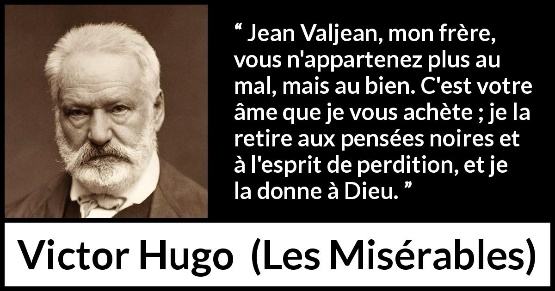 “ Jean Valjean, mon frère,
vous n'appartenez plus au
mal, mais au bien. C'est votre
âme que je vous achète ; je la
retire aux pensées noires et
à l'esprit de perdition, et je
la donne à Dieu. ”
Victor Hugo (Les Misérables)